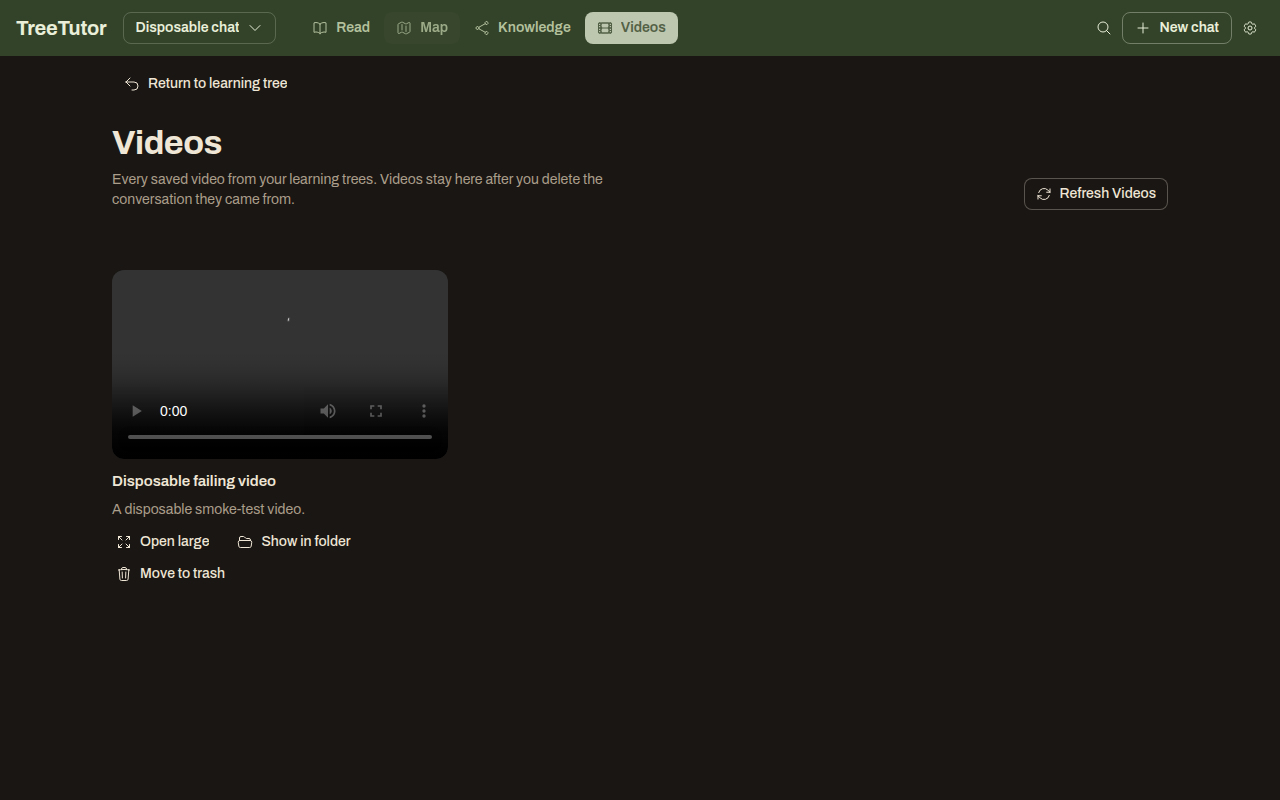 TreeTutor
Disposable chat
Read
Map
Knowledge
Videos
New chat
Return to learning tree
Videos
Every saved video from your learning trees. Videos stay here after you delete the
conversation they came from.
Refresh Videos
0:00
Disposable failing video
A disposable smoke-test video.
Open large
Show in folder
Move to trash